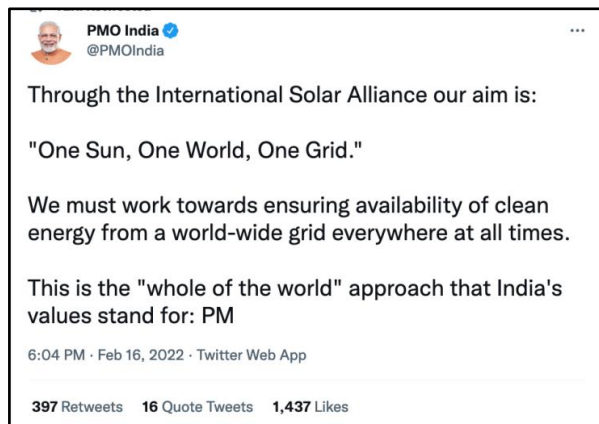 PMO India
@PMOIndia
Through the International Solar Alliance our aim is:
"One Sun, One World, One Grid."
We must work towards ensuring availability of clean
energy from a world-wide grid everywhere at all times.
This is the "whole of the world" approach that India's
values stand for: PM
6:04 PM · Feb 16, 2022 · Twitter Web App
397 Retweets 16 Quote Tweets 1,437 Likes